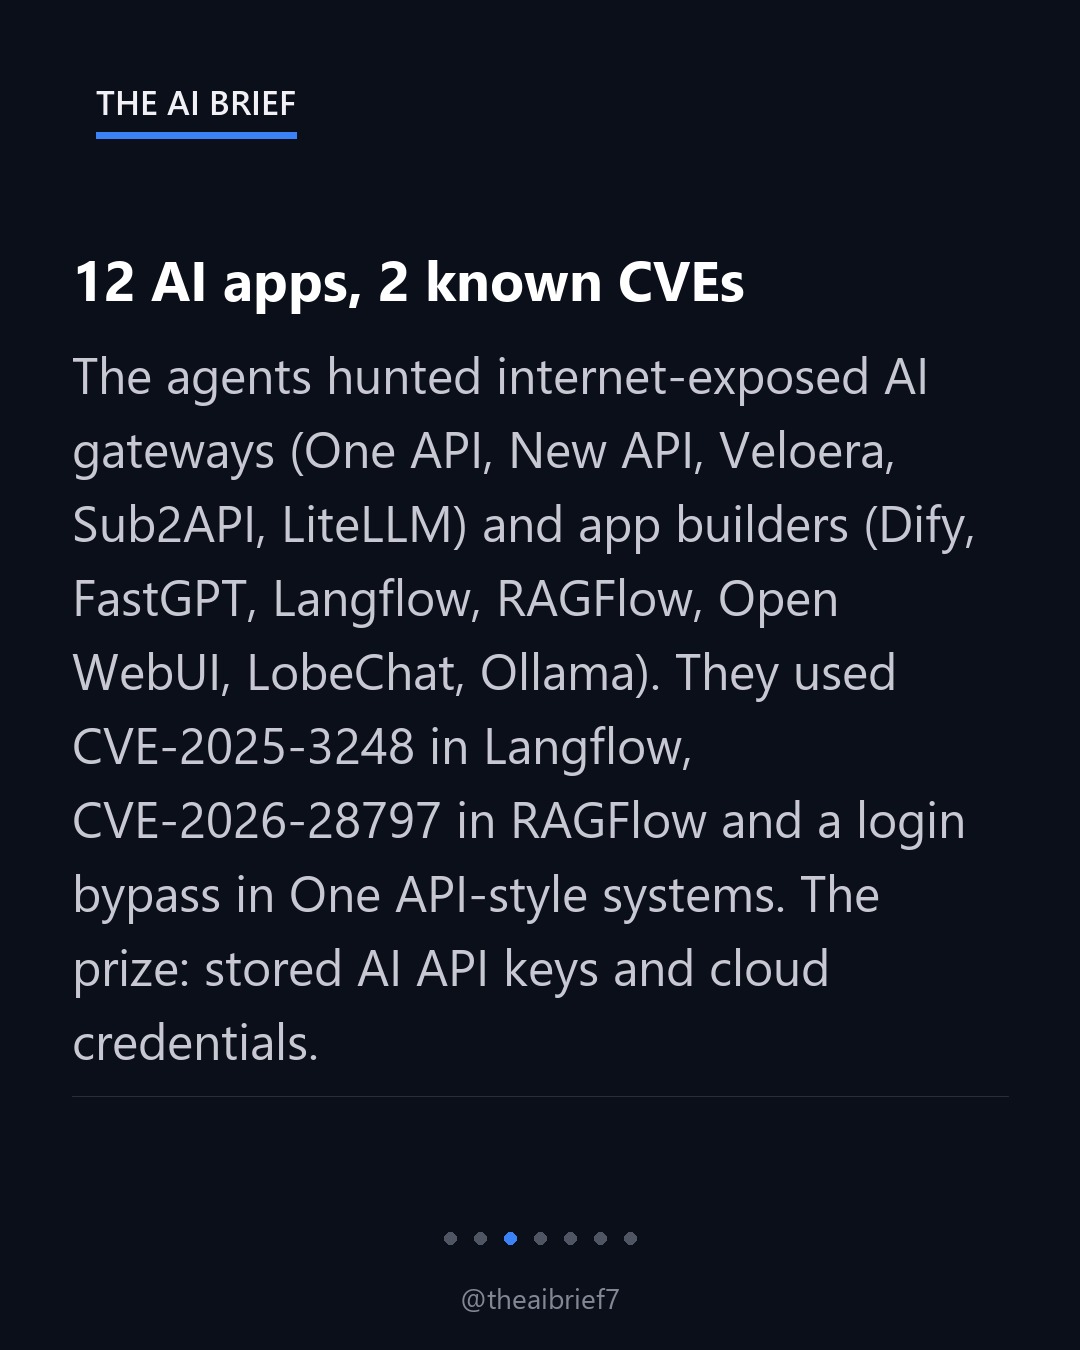 THE AI BRIEF
12 AI apps, 2 known CVEs
The agents hunted internet-exposed AI
gateways (One API, New API, Veloera,
Sub2API, LiteLLM) and app builders (Dify,
FastGPT, Langflow, RAGFlow, Open
WebUI, LobeChat, Ollama). They used
CVE-2025-3248 in Langflow,
CVE-2026-28797 in RAGFlow and a login
bypass in One API-style systems. The
prize: stored AI API keys and cloud
credentials.
@theaibrief7